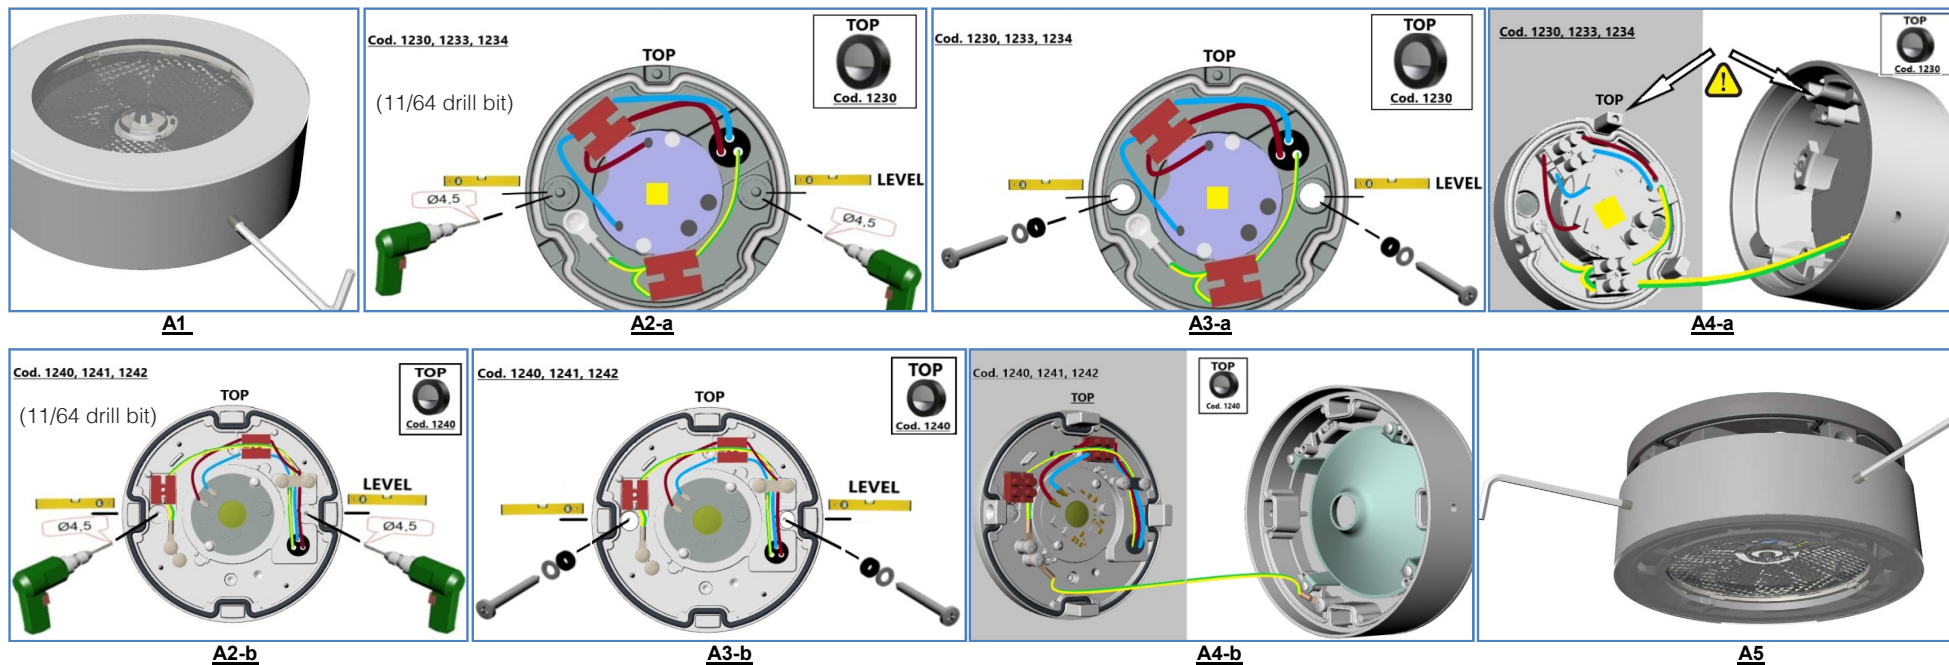 A1
Cod. 1230, 1233, 1234
(11/64 drill bit)
TOP
TOP
Cod. 1230
Ø4,5
LEVEL
Ø4,5
A2-a
Cod. 1230, 1233, 1234
TOP
TOP
Cod. 1230
LEVEL
A3-a
Cod. 1230, 1233, 1234
TOP
!
TOP
Cod. 1230
A4-a
Cod. 1240, 1241, 1242
(11/64 drill bit)
TOP
TOP
Cod. 1240
LEVEL
Ø4,5
Ø4,5
A2-b
Cod. 1240, 1241, 1242
TOP
TOP
Cod. 1240
LEVEL
A3-b
Cod. 1240, 1241, 1242
TOP
TOP
Cod. 1240
A4-b
A5